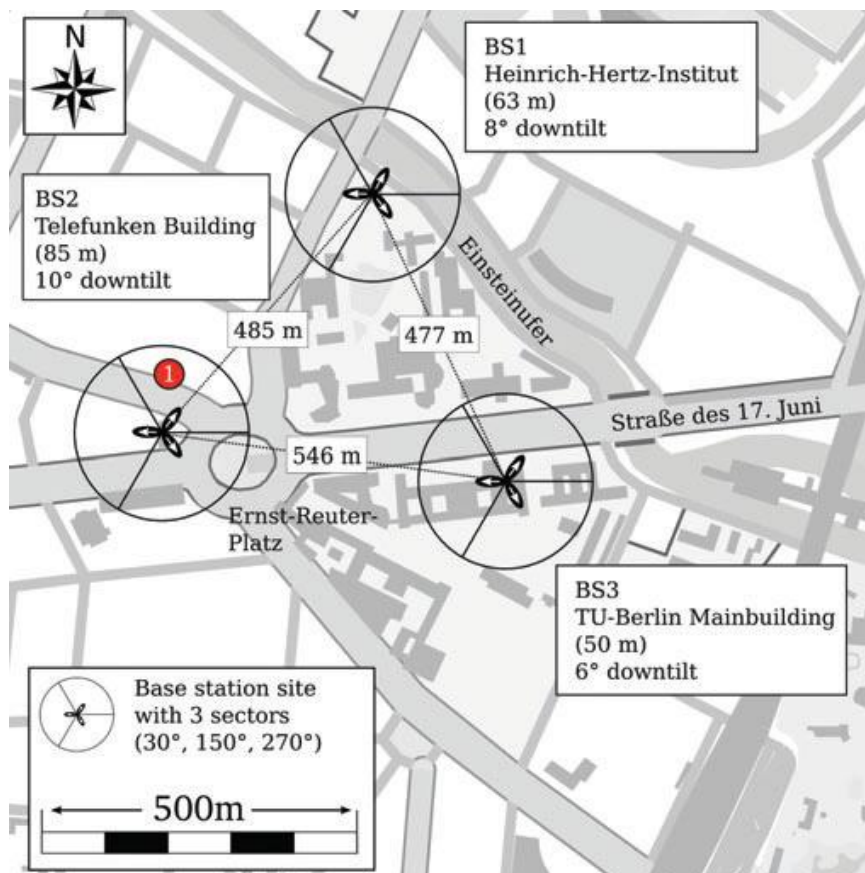 N
BS1
Heinrich-Hertz-Institut
(63 m)
8° downtilt
BS2
Telefunken Building
(85 m)
10° downtilt
Einsteinufer
485 m
477 m
1
Straße des 17. Juni
546 m
Ernst-Reuter-
Platz
BS3
TU-Berlin Mainbuilding
(50 m)
6° downtilt
Base station site
with 3 sectors
(30°, 150°, 270°)
500m